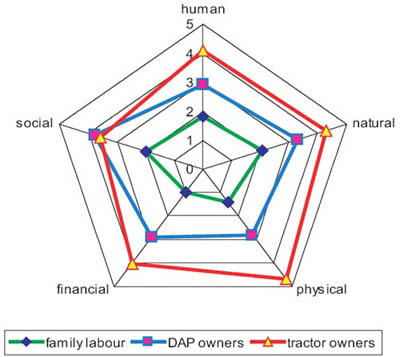 human
5
4
3
2
1
0
social
natural
financial
physical
family labour DAP owners tractor owners